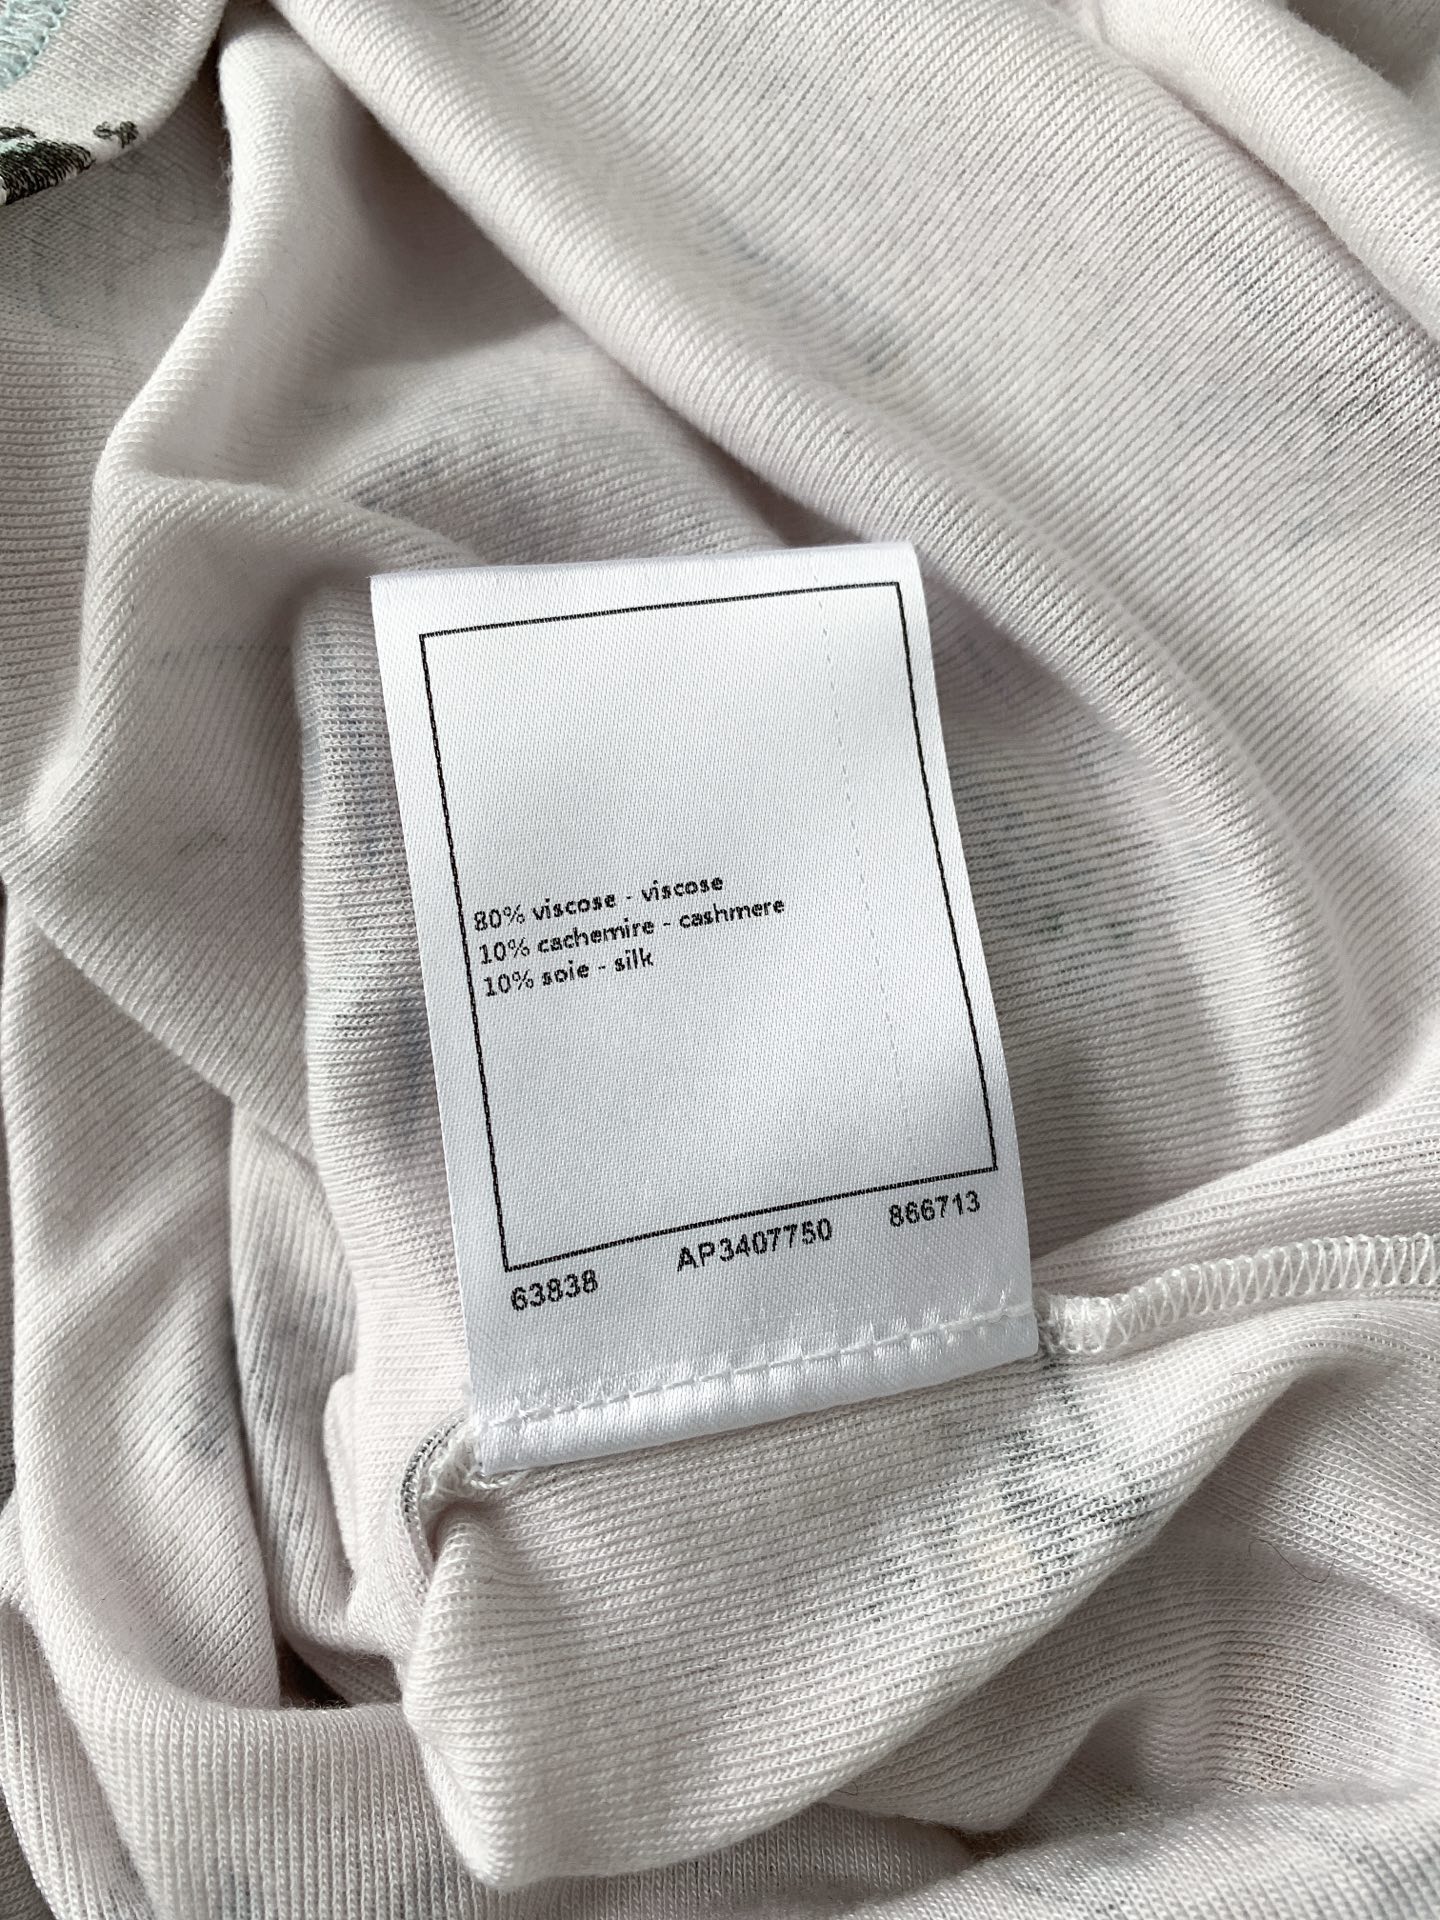 80% viscose - viscose
10% cachemire - cashmere
10% soie - silk
63838 AP3407750 866713